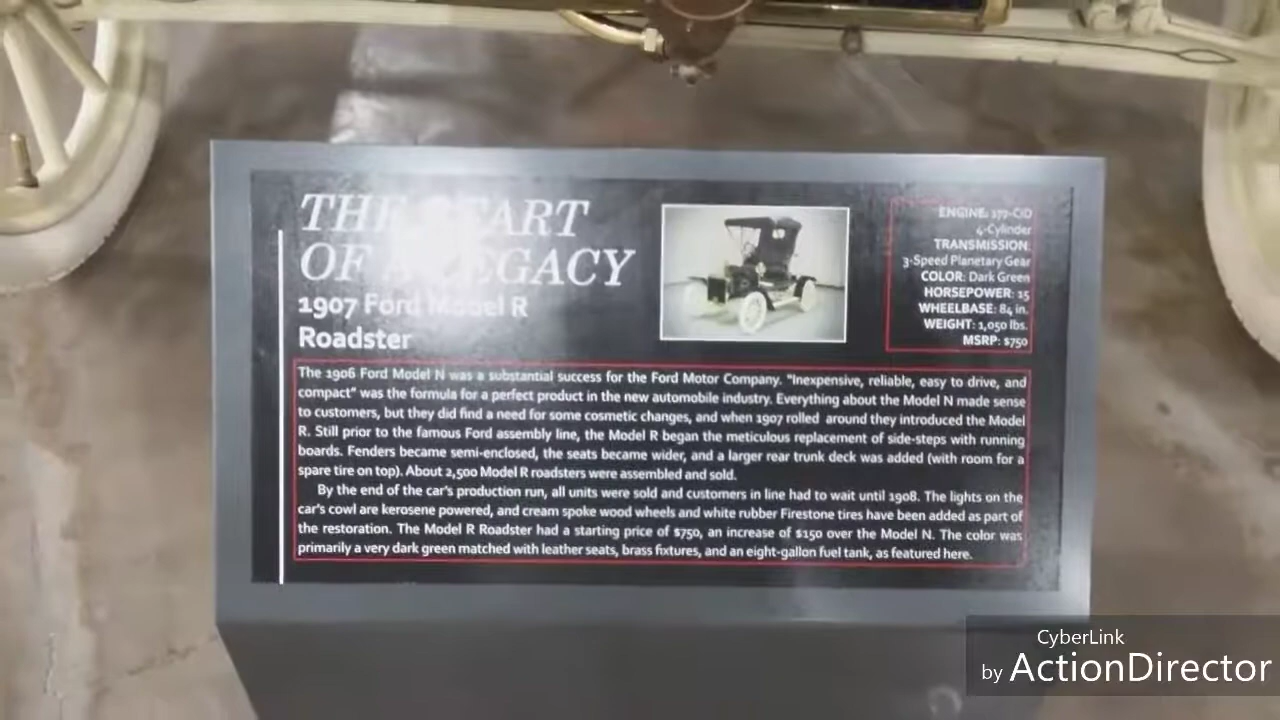 THE START
OF A LEGACY
1907 Ford Model R
Roadster
ENGINE: 177-CID
4-Cylinder
TRANSMISSION:
3-Speed Planetary Gear
COLOR: Dark Green
HORSEPOWER: 15
WHEELBASE: 84 in.
WEIGHT: 1,050 lbs.
MSRP: $750
The 1906 Ford Model N was a substantial success for the Ford Motor Company. "Inexpensive, reliable, easy to drive, and
compact" was the formula for a perfect product in the new automobile industry. Everything about the Model N made sense
to customers, but they did find a need for some cosmetic changes, and when 1907 rolled around they introduced the Model
R. Still prior to the famous Ford assembly line, the Model R began the meticulous replacement of side-steps with running
boards. Fenders became semi-enclosed, the seats became wider, and a larger rear trunk deck was added (with room for a
spare tire on top). About 2,500 Model R roadsters were assembled and sold.
By the end of the car's production run, all units were sold and customers in line had to wait until 1908. The lights on the
car's cowl are kerosene powered, and cream spoke wood wheels and white rubber Firestone tires have been added as part of
the restoration. The Model R Roadster had a starting price of $750, an increase of $150 over the Model N. The color was
primarily a very dark green matched with leather seats, brass fixtures, and an eight-gallon fuel tank, as featured here.
CyberLink
by ActionDirector